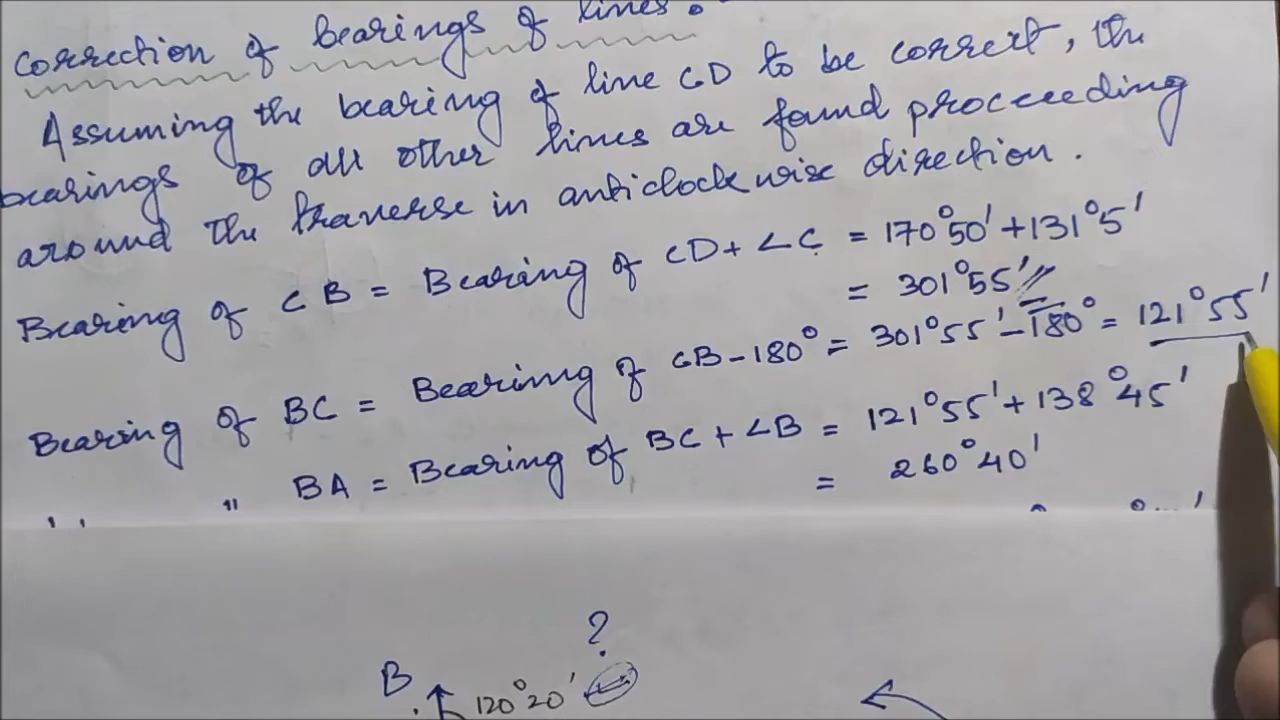 Correction of bearings of lines.
Assuming the bearing of line CD to be correct, the
bearings of all other lines are found proceeding
around the traverse in anticlockwise direction.
Bearing of CB = Bearing of CD + ∠C = 170°50' + 131°5'
= 301°55'
Bearing of BC = Bearing of CB - 180° = 301°55' - 180° = 121°55'
" BA = Bearing of BC + ∠B = 121°55' + 138°45'
= 260°40'
?
B
120°20'